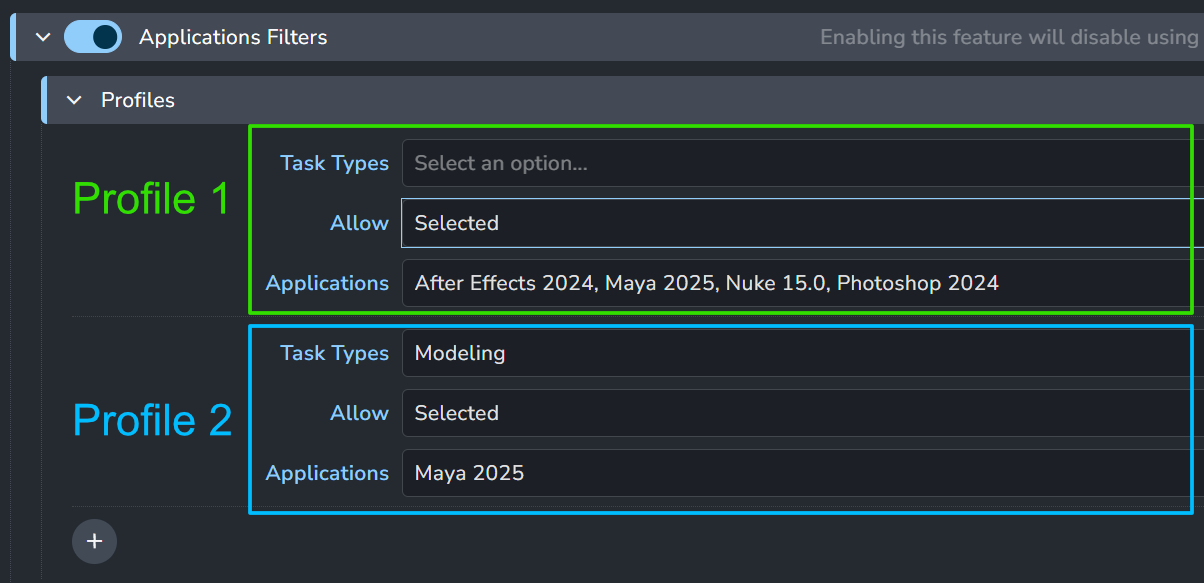 Applications Filters
Enabling this feature will disable using
Profiles
Profile 1
Task Types Select an option...
Allow Selected
Applications After Effects 2024, Maya 2025, Nuke 15.0, Photoshop 2024
Profile 2
Task Types Modeling
Allow Selected
Applications Maya 2025
+